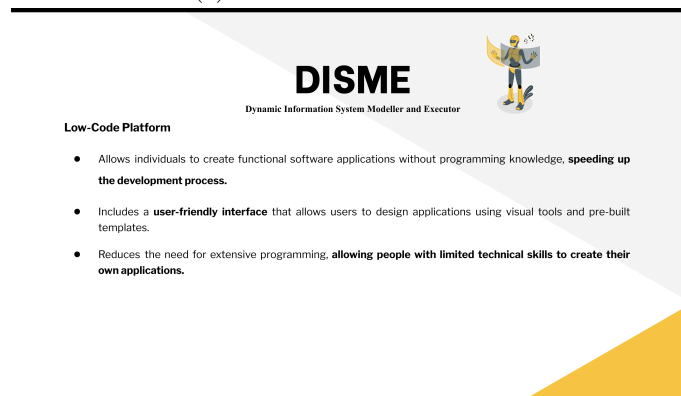 DISME
Dynamic Information System Modeller and Executor
Low-Code Platform
● Allows individuals to create functional software applications without programming knowledge, speeding up
the development process.
● Includes a user-friendly interface that allows users to design applications using visual tools and pre-built
templates.
● Reduces the need for extensive programming, allowing people with limited technical skills to create their
own applications.